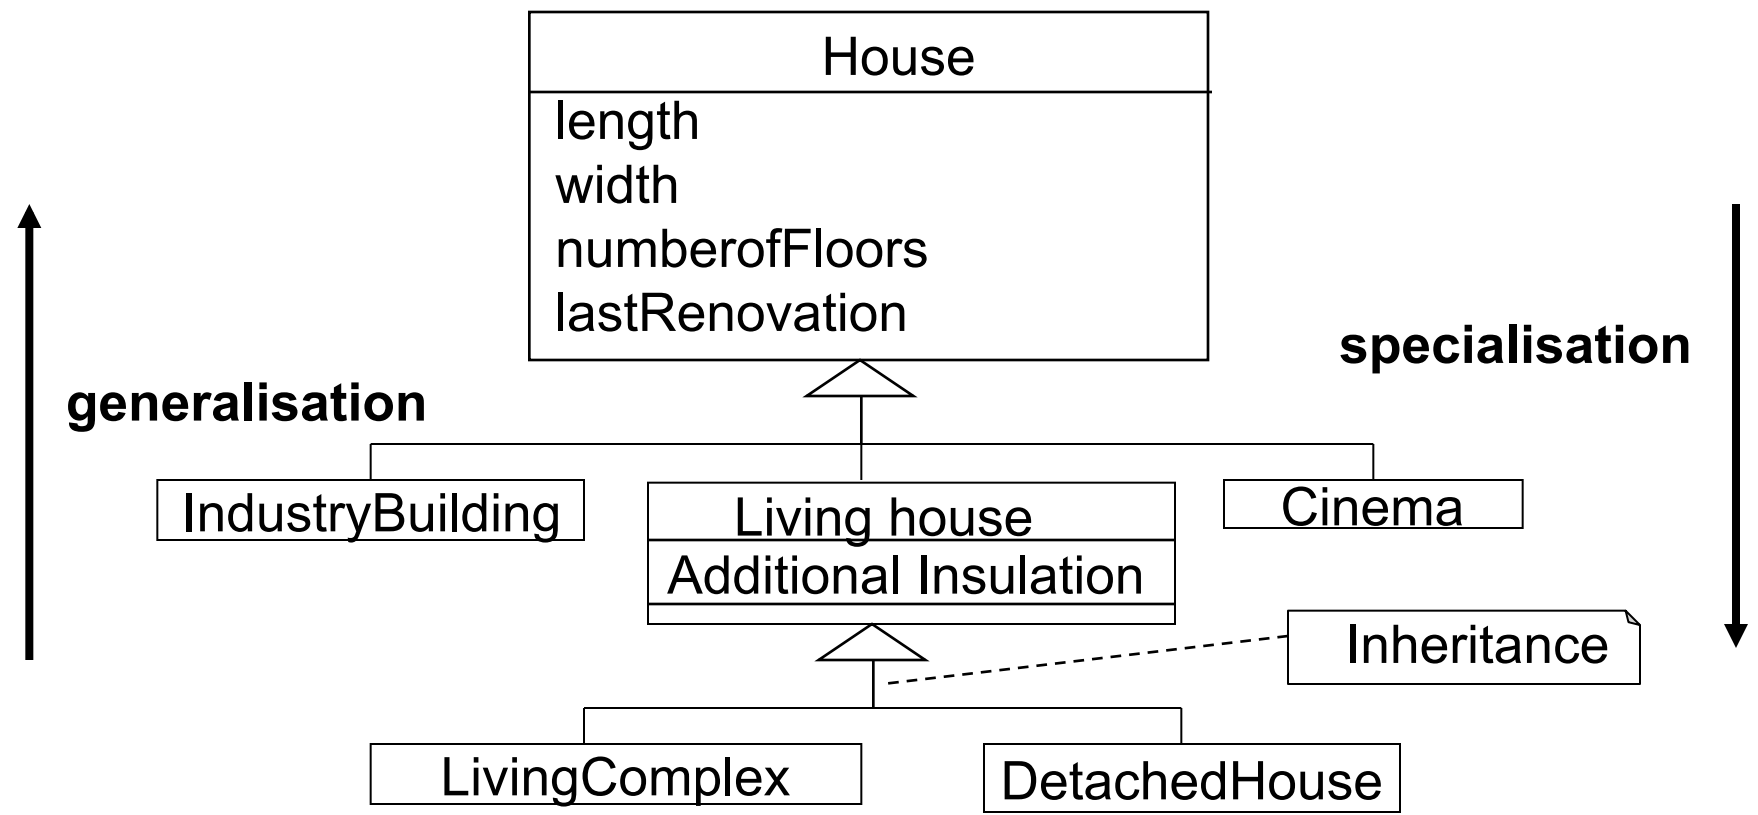 House
length
width
numberofFloors
lastRenovation
specialisation
generalisation
IndustryBuilding
Living house
Cinema
Additional Insulation
Inheritance
LivingComplex
DetachedHouse